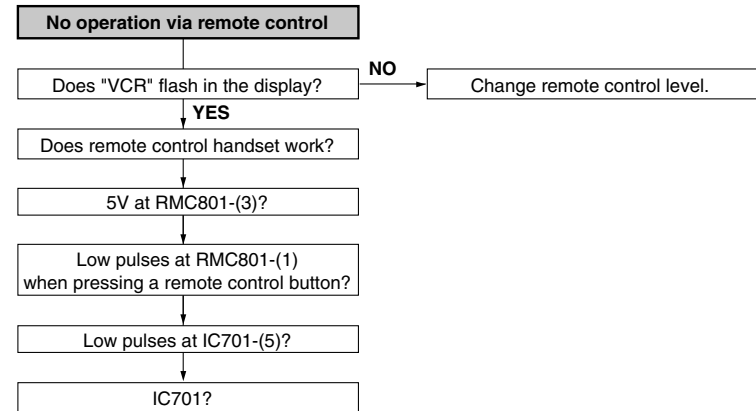 No operation via remote control
Does "VCR" flash in the display?
NO
Change remote control level.
YES
Does remote control handset work?
5V at RMC801-(3)?
Low pulses at RMC801-(1)
when pressing a remote control button?
Low pulses at IC701-(5)?
IC701?